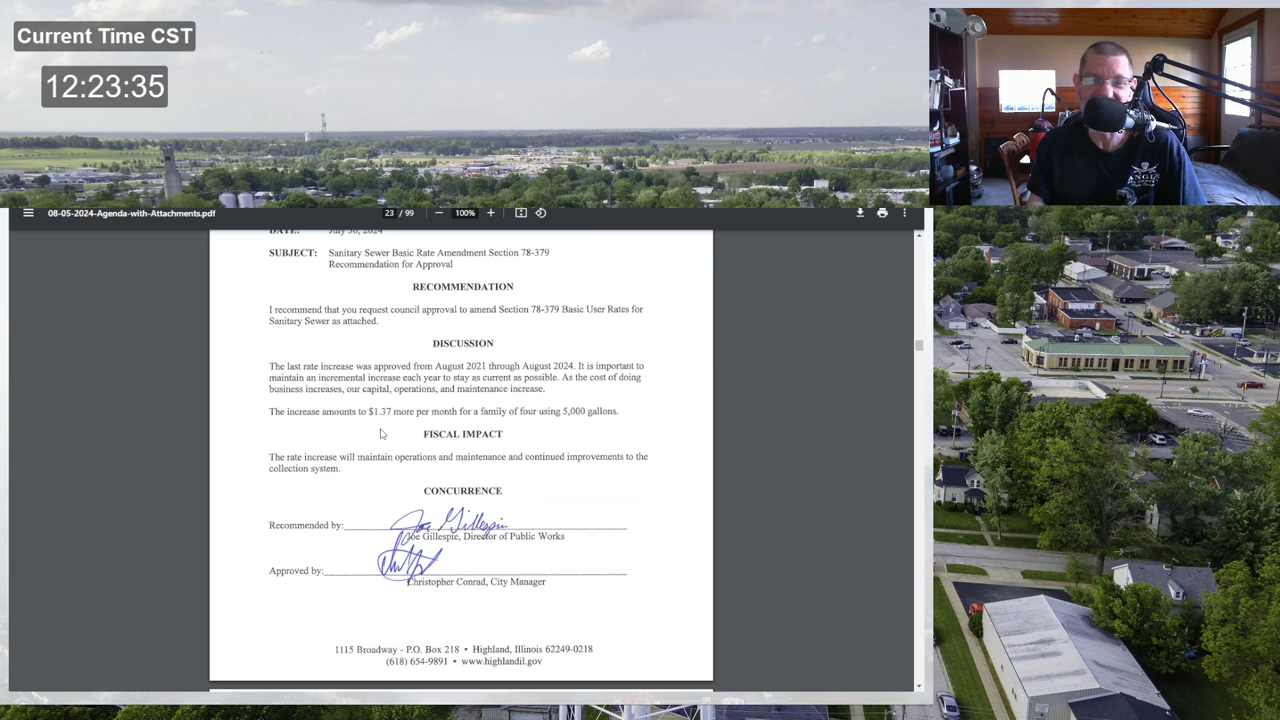 Current Time CST
12:23:35
08-05-2024-Agenda-with-Attachments.pdf
23 / 99
100%
DATE: July 30, 2024
SUBJECT: Sanitary Sewer Basic Rate Amendment Section 78-379
Recommendation for Approval
RECOMMENDATION
I recommend that you request council approval to amend Section 78-379 Basic User Rates for
Sanitary Sewer as attached.
DISCUSSION
The last rate increase was approved from August 2021 through August 2024. It is important to
maintain an incremental increase each year to stay as current as possible. As the cost of doing
business increases, our capital, operations, and maintenance increase.
The increase amounts to $1.37 more per month for a family of four using 5,000 gallons.
FISCAL IMPACT
The rate increase will maintain operations and maintenance and continued improvements to the
collection system.
CONCURRENCE
Joe Gillespie
Recommended by:
Joe Gillespie, Director of Public Works
Approved by:
Christopher Conrad, City Manager
1115 Broadway - P.O. Box 218 • Highland, Illinois 62249-0218
(618) 654-9891 • www.highlandil.gov